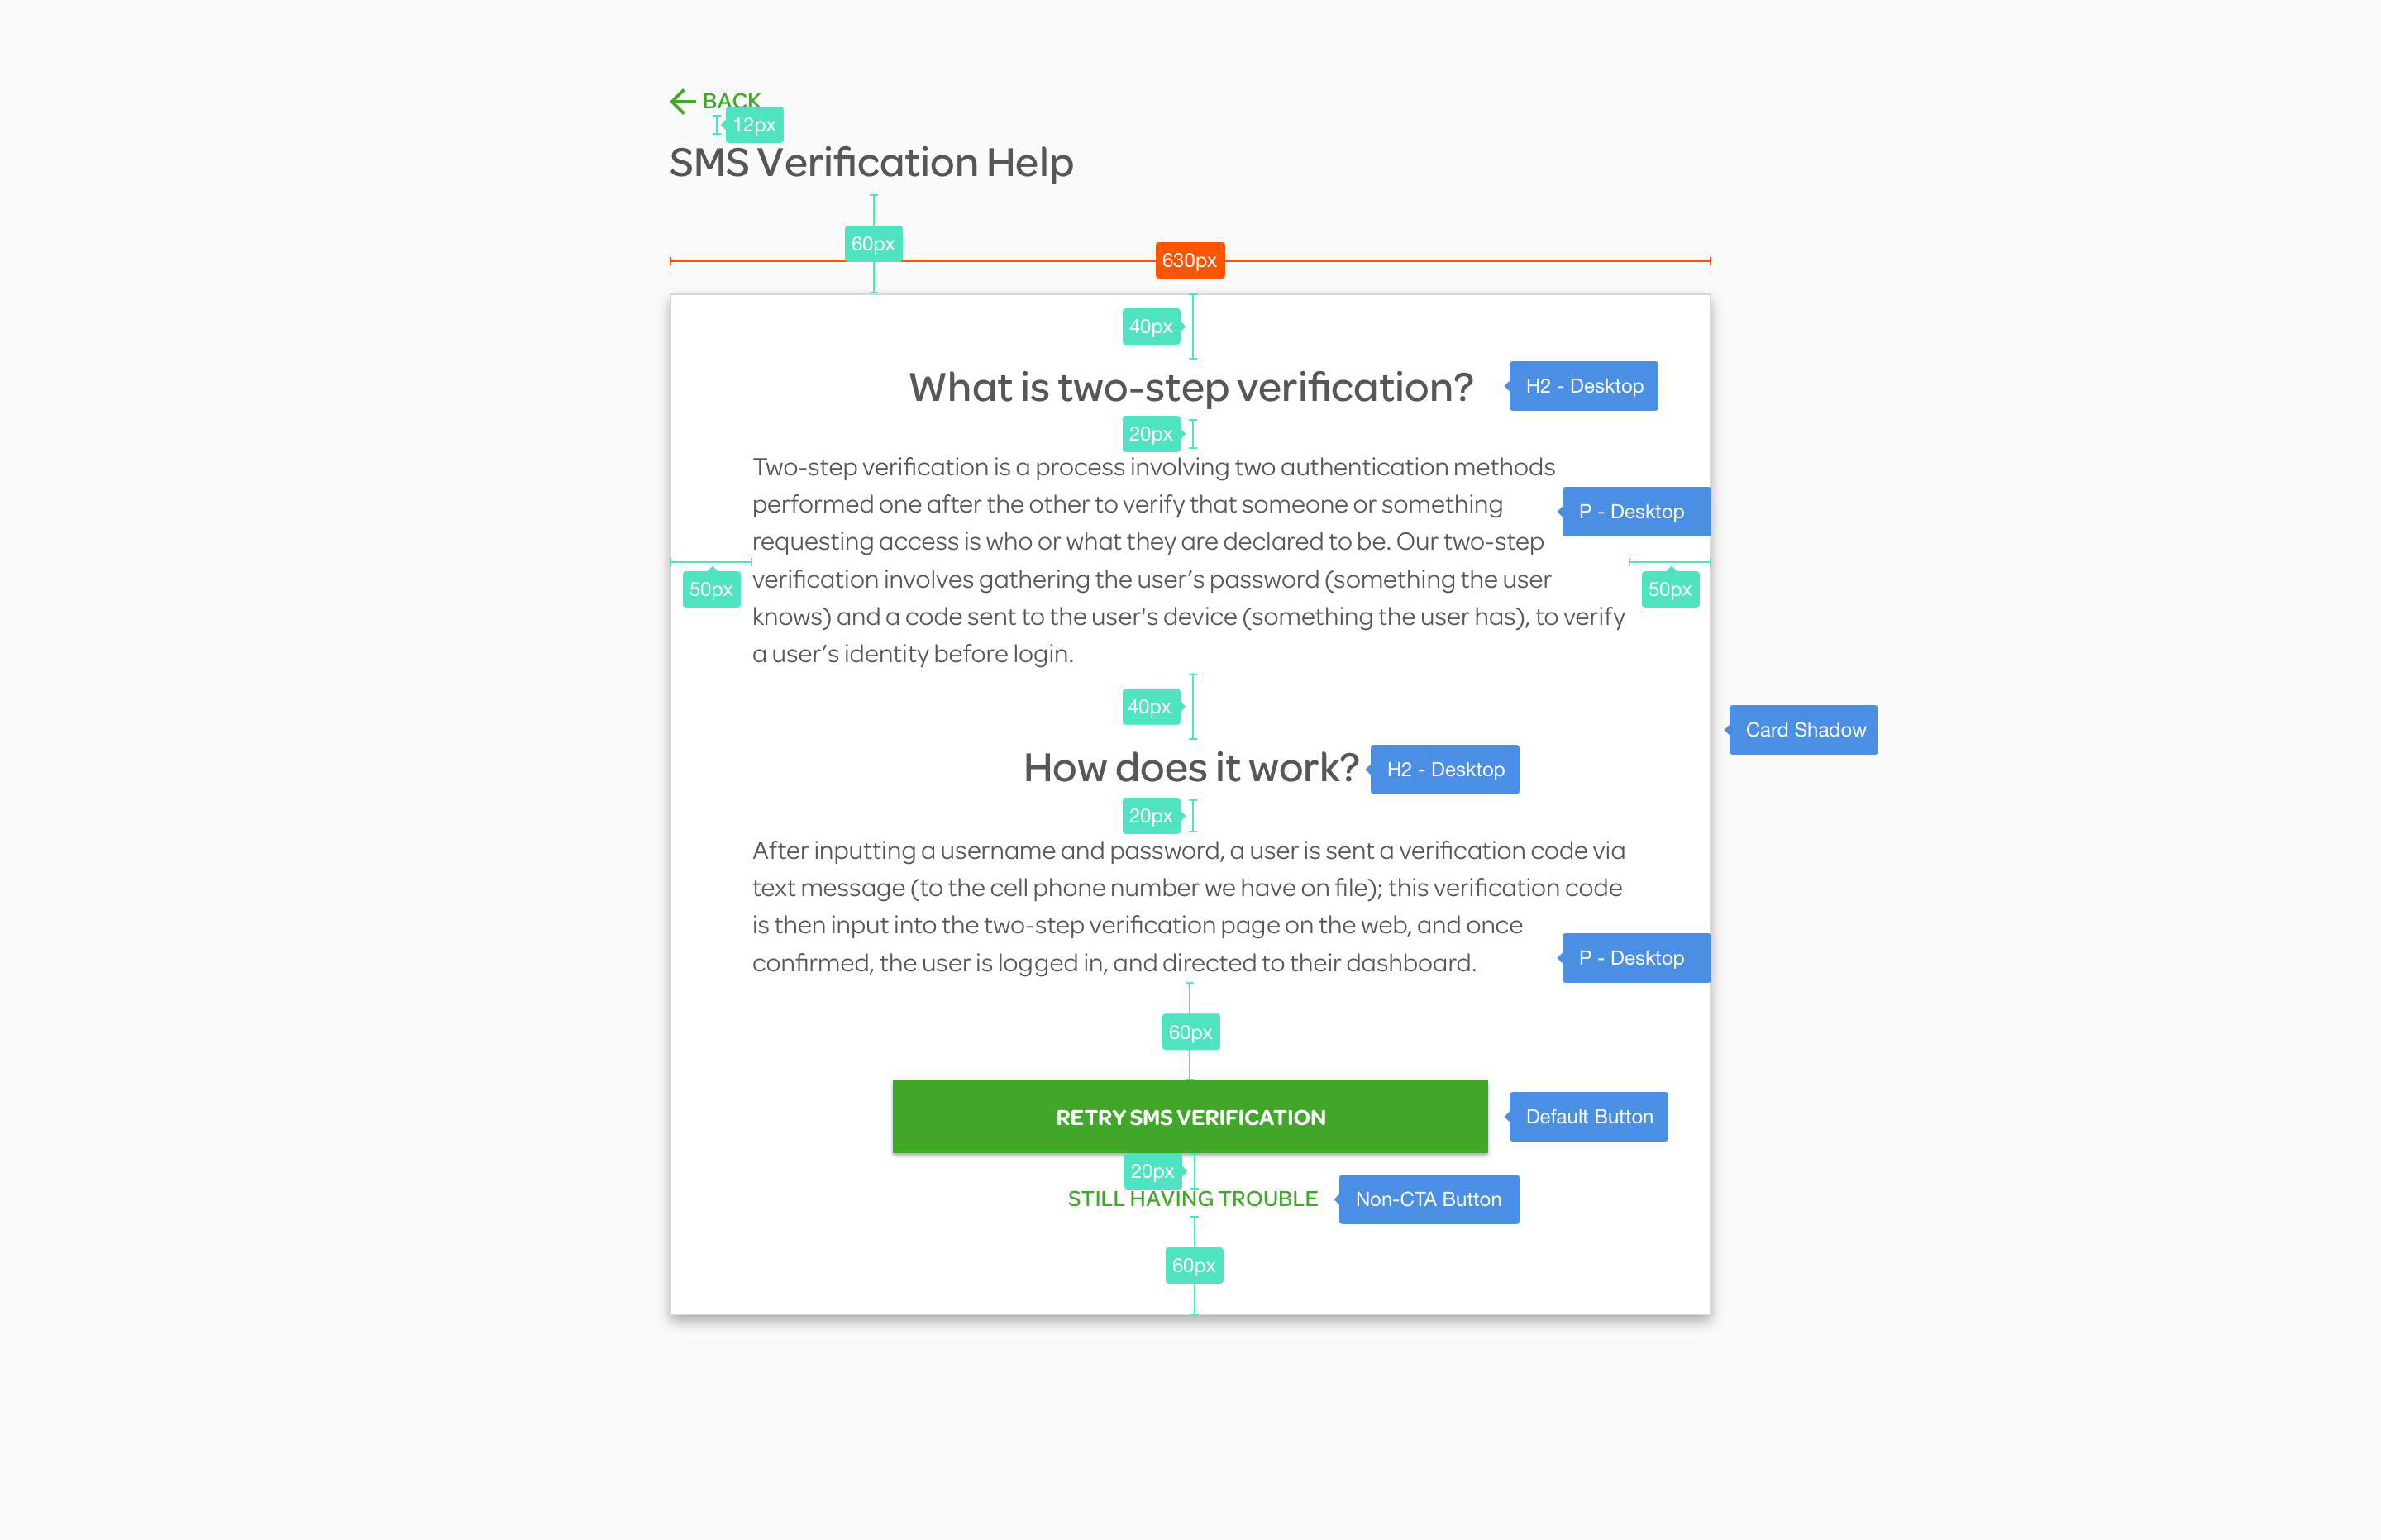 BACK
12px
SMS Verification Help
60px
630px
40px
What is two-step verification?
H2 - Desktop
20px
Two-step verification is a process involving two authentication methods
performed one after the other to verify that someone or something
P - Desktop
requesting access is who or what they are declared to be. Our two-step
verification involves gathering the user’s password (something the user
50px
50px
knows) and a code sent to the user's device (something the user has), to verify
a user’s identity before login.
40px
Card Shadow
How does it work?
H2 - Desktop
20px
After inputting a username and password, a user is sent a verification code via
text message (to the cell phone number we have on file); this verification code
is then input into the two-step verification page on the web, and once
confirmed, the user is logged in, and directed to their dashboard.
P - Desktop
60px
RETRY SMS VERIFICATION
Default Button
20px
STILL HAVING TROUBLE
Non-CTA Button
60px